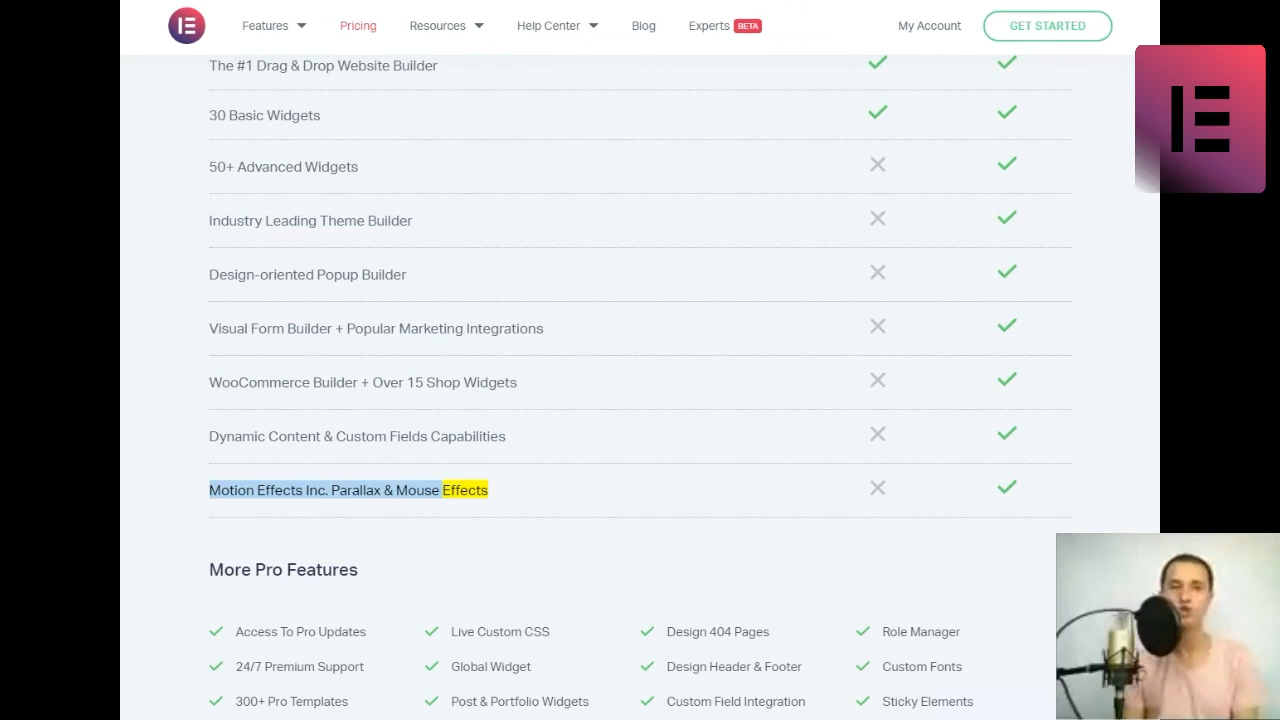 Features
Pricing
Resources
Help Center
Blog
Experts BETA
My Account
GET STARTED
The #1 Drag & Drop Website Builder
30 Basic Widgets
50+ Advanced Widgets
Industry Leading Theme Builder
Design-oriented Popup Builder
Visual Form Builder + Popular Marketing Integrations
WooCommerce Builder + Over 15 Shop Widgets
Dynamic Content & Custom Fields Capabilities
Motion Effects Inc. Parallax & Mouse Effects
More Pro Features
Access To Pro Updates
Live Custom CSS
Design 404 Pages
Role Manager
24/7 Premium Support
Global Widget
Design Header & Footer
Custom Fonts
300+ Pro Templates
Post & Portfolio Widgets
Custom Field Integration
Sticky Elements